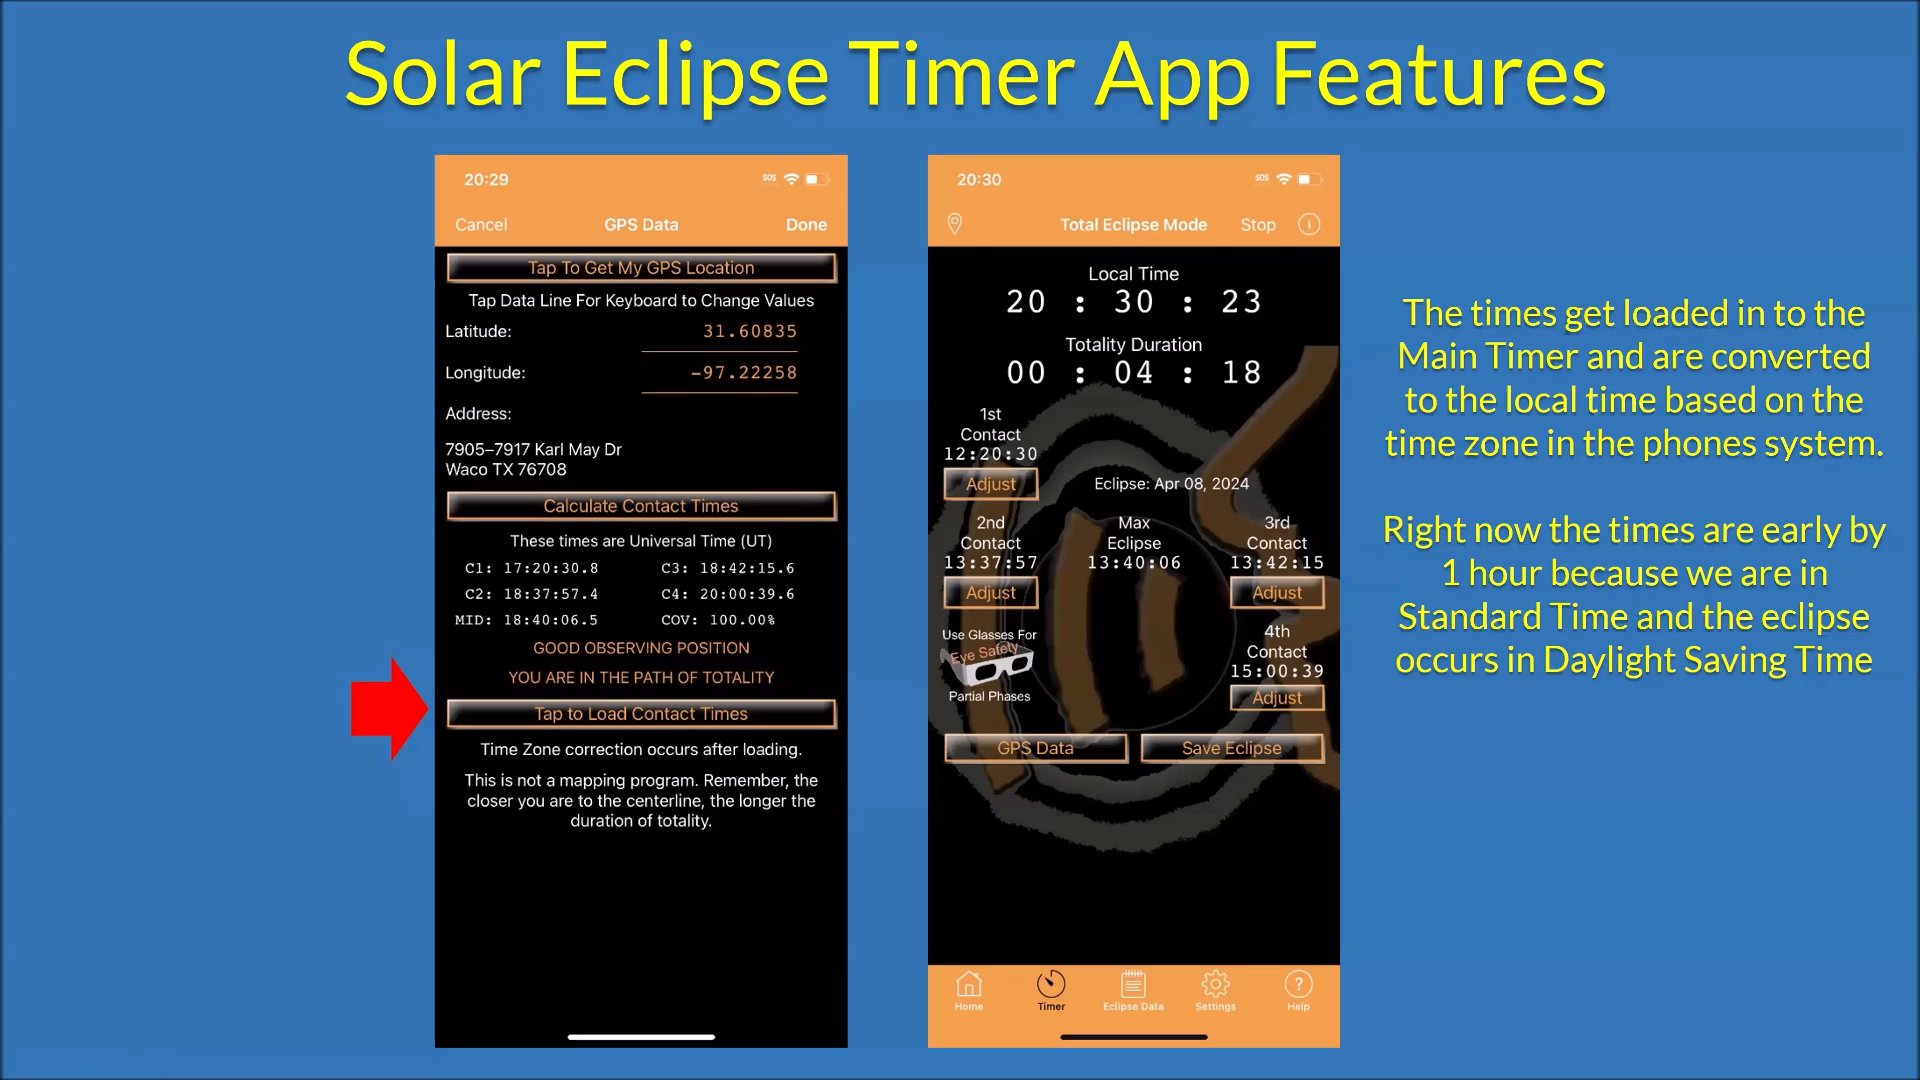 Solar Eclipse Timer App Features
20:29
SOS
Cancel
GPS Data
Done
Tap To Get My GPS Location
Tap Data Line For Keyboard to Change Values
Latitude: 31.60835
Longitude: -97.22258
Address:
7905–7917 Karl May Dr
Waco TX 76708
Calculate Contact Times
These times are Universal Time (UT)
C1: 17:20:30.8 C3: 18:42:15.6
C2: 18:37:57.4 C4: 20:00:39.6
MID: 18:40:06.5 COV: 100.00%
GOOD OBSERVING POSITION
YOU ARE IN THE PATH OF TOTALITY
Tap to Load Contact Times
Time Zone correction occurs after loading.
This is not a mapping program. Remember, the
closer you are to the centerline, the longer the
duration of totality.
20:30
SOS
Total Eclipse Mode
Stop
i
Local Time
20 : 30 : 23
Totality Duration
00 : 04 : 18
1st
Contact
12:20:30
Adjust
Eclipse: Apr 08, 2024
2nd
Contact
13:37:57
Adjust
Max
Eclipse
13:40:06
3rd
Contact
13:42:15
Adjust
Use Glasses For
Eye Safety
Partial Phases
4th
Contact
15:00:39
Adjust
GPS Data
Save Eclipse
Home
Timer
Eclipse Data
Settings
?
Help
The times get loaded in to the
Main Timer and are converted
to the local time based on the
time zone in the phones system.
Right now the times are early by
1 hour because we are in
Standard Time and the eclipse
occurs in Daylight Saving Time